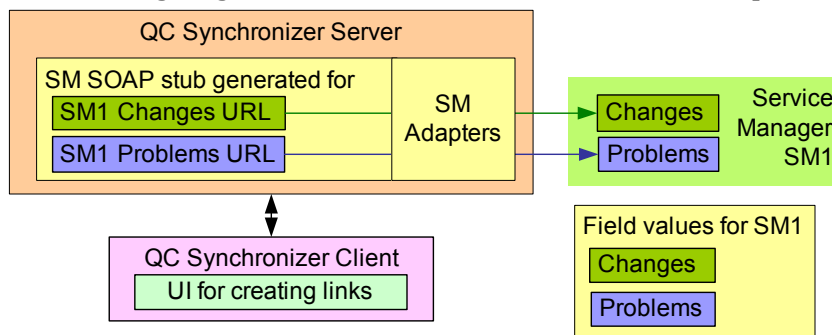 QC Synchronizer Server
SM SOAP stub generated for
SM1 Changes URL
SM1 Problems URL
SM
Adapters
Changes
Problems
Service
Manager
SM1
QC Synchronizer Client
UI for creating links
Field values for SM1
Changes
Problems